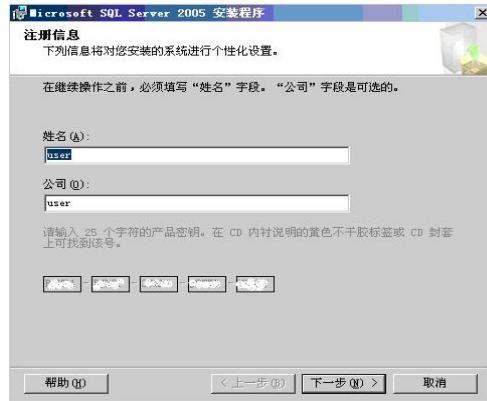 Microsoft SQL Server 2005 安装程序
注册信息
下列信息将对您安装的系统进行个性化设置。
在继续操作之前，必须填写“姓名”字段。“公司”字段是可选的。
姓名(A):
user
公司(O):
user
请输入 25 个字符的产品密钥。在 CD 内衬说明的黄色不干胶标签或 CD 封套
上可找到该号。
帮助(H) < 上一步(B) 下一步(N) > 取消